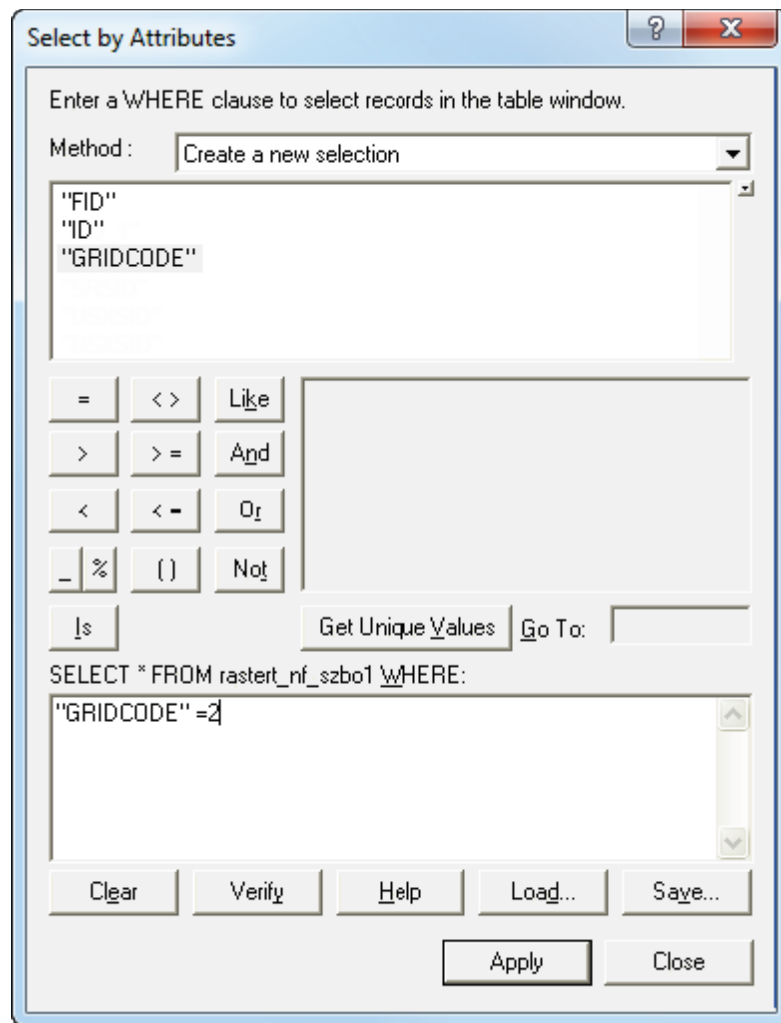 Select by Attributes
Enter a WHERE clause to select records in the table window.
Method : Create a new selection
"FID"
"ID"
"GRIDCODE"
= < > Like
> > = And
< < = Or
_ % ( ) Not
Is Get Unique Values Go To:
SELECT * FROM rastert_nf_szbo1 WHERE:
"GRIDCODE" =2
Clear Verify Help Load... Save...
Apply Close